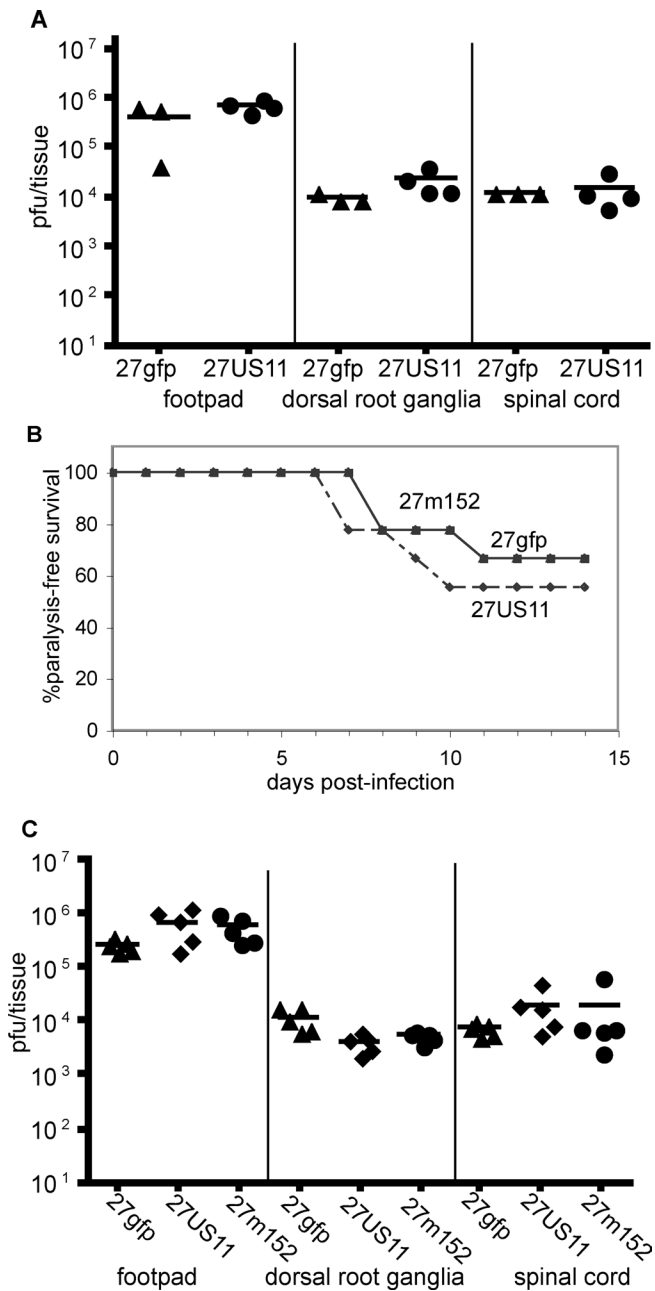 A
pfu/tissue
10^7
10^6
10^5
10^4
10^3
10^2
10^1
27gfp 27US11 27gfp 27US11 27gfp 27US11
footpad dorsal root ganglia spinal cord
B
%paralysis-free survival
100
80
60
40
20
0
27m152
27gfp
27US11
0 5 10 15
days post-infection
C
pfu/tissue
10^7
10^6
10^5
10^4
10^3
10^2
10^1
27gfp 27US11 27m152 27gfp 27US11 27m152 27gfp 27US11 27m152
footpad dorsal root ganglia spinal cord